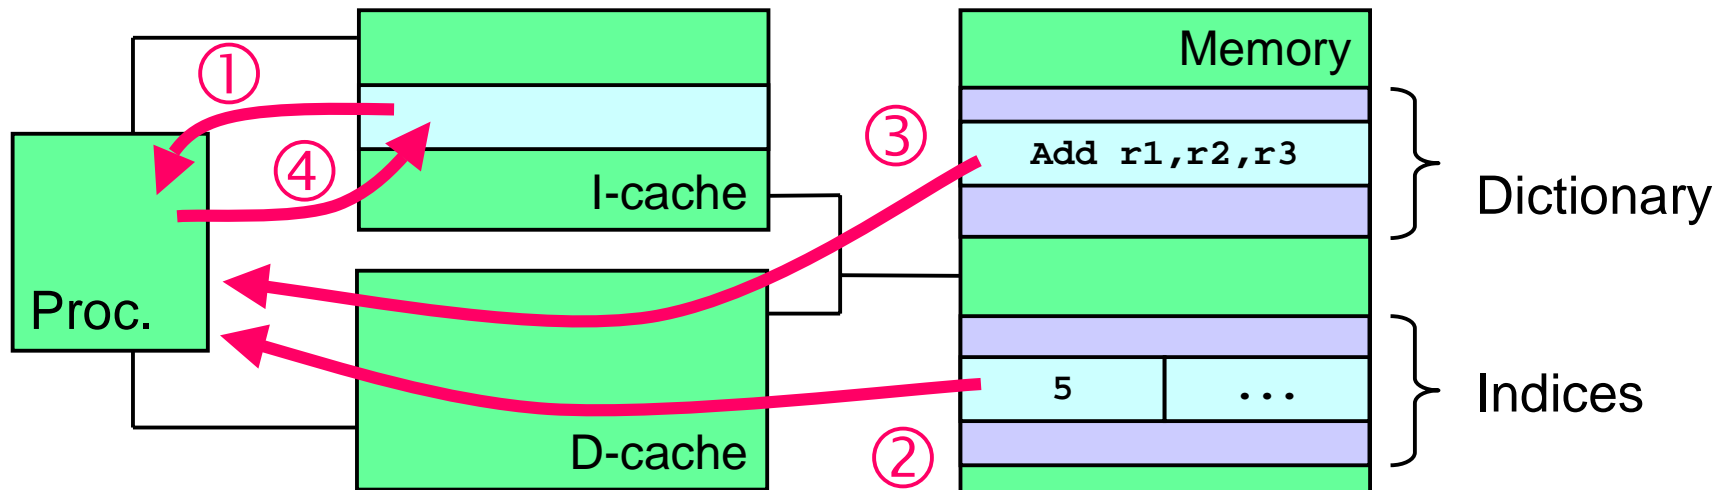 Memory
①
③
Add r1,r2,r3
④
I-cache
Dictionary
Proc.
5 ...
Indices
D-cache
②